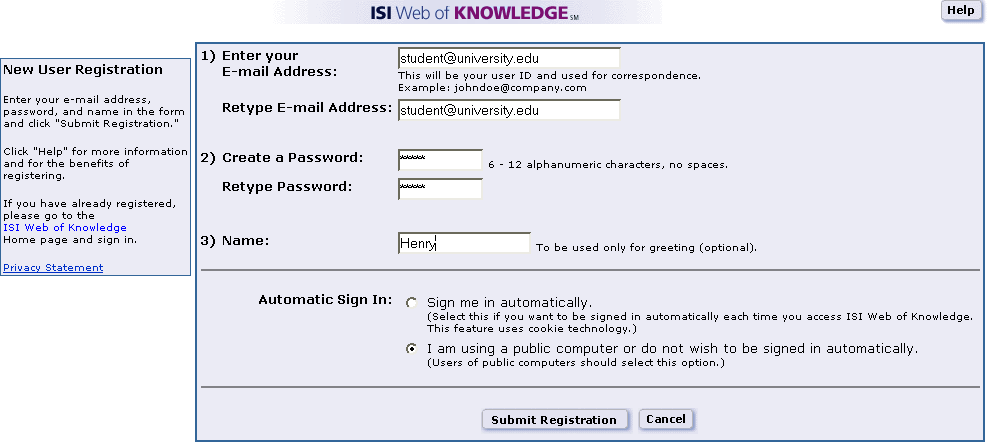 ISI Web of KNOWLEDGE SM
Help
New User Registration
Enter your e-mail address,
password, and name in the form
and click "Submit Registration."
Click "Help" for more information
and for the benefits of
registering.
If you have already registered,
please go to the
ISI Web of Knowledge
Home page and sign in.
Privacy Statement
1) Enter your
E-mail Address:
student@university.edu
This will be your user ID and used for correspondence.
Example: johndoe@company.com
Retype E-mail Address:
student@university.edu
2) Create a Password:
*****
6 - 12 alphanumeric characters, no spaces.
Retype Password:
*****
3) Name:
Henry
To be used only for greeting (optional).
Automatic Sign In:
Sign me in automatically.
(Select this if you want to be signed in automatically each time you access ISI Web of Knowledge.
This feature uses cookie technology.)
I am using a public computer or do not wish to be signed in automatically.
(Users of public computers should select this option.)
Submit Registration
Cancel